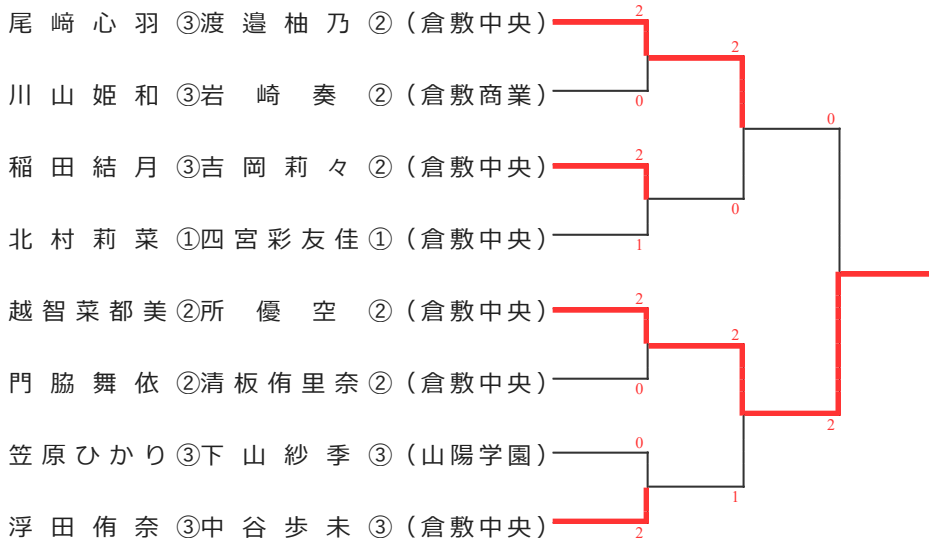 尾﨑心羽③渡邉柚乃②(倉敷中央)
2
2
川山姫和③岩崎奏②(倉敷商業)
0
0
稲田結月③吉岡莉々②(倉敷中央)
2
0
北村莉菜①四宮彩友佳①(倉敷中央)
1
越智菜都美②所優空②(倉敷中央)
2
2
門脇舞依②清板侑里奈②(倉敷中央)
0
2
笠原ひかり③下山紗季③(山陽学園)
0
1
浮田侑奈③中谷歩未③(倉敷中央)
2